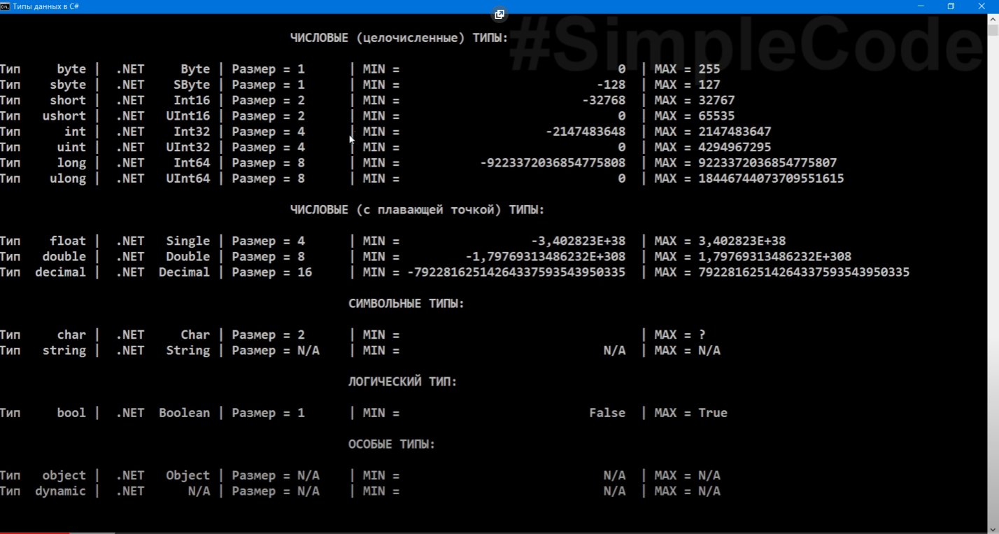 Типы данных в C#
#SimpleCode
ЧИСЛОВЫЕ (целочисленные) ТИПЫ:
Тип byte | .NET Byte | Размер = 1 | MIN = 0 | MAX = 255
Тип sbyte | .NET SByte | Размер = 1 | MIN = -128 | MAX = 127
Тип short | .NET Int16 | Размер = 2 | MIN = -32768 | MAX = 32767
Тип ushort | .NET UInt16 | Размер = 2 | MIN = 0 | MAX = 65535
Тип int | .NET Int32 | Размер = 4 | MIN = -2147483648 | MAX = 2147483647
Тип uint | .NET UInt32 | Размер = 4 | MIN = 0 | MAX = 4294967295
Тип long | .NET Int64 | Размер = 8 | MIN = -9223372036854775808 | MAX = 9223372036854775807
Тип ulong | .NET UInt64 | Размер = 8 | MIN = 0 | MAX = 18446744073709551615
ЧИСЛОВЫЕ (с плавающей точкой) ТИПЫ:
Тип float | .NET Single | Размер = 4 | MIN = -3,402823E+38 | MAX = 3,402823E+38
Тип double | .NET Double | Размер = 8 | MIN = -1,79769313486232E+308 | MAX = 1,79769313486232E+308
Тип decimal | .NET Decimal | Размер = 16 | MIN = -79228162514264337593543950335 | MAX = 79228162514264337593543950335
СИМВОЛЬНЫЕ ТИПЫ:
Тип char | .NET Char | Размер = 2 | MIN = | MAX = ?
Тип string | .NET String | Размер = N/A | MIN = N/A | MAX = N/A
ЛОГИЧЕСКИЙ ТИП:
Тип bool | .NET Boolean | Размер = 1 | MIN = False | MAX = True
ОСОБЫЕ ТИПЫ:
Тип object | .NET Object | Размер = N/A | MIN = N/A | MAX = N/A
Тип dynamic | .NET N/A | Размер = N/A | MIN = N/A | MAX = N/A